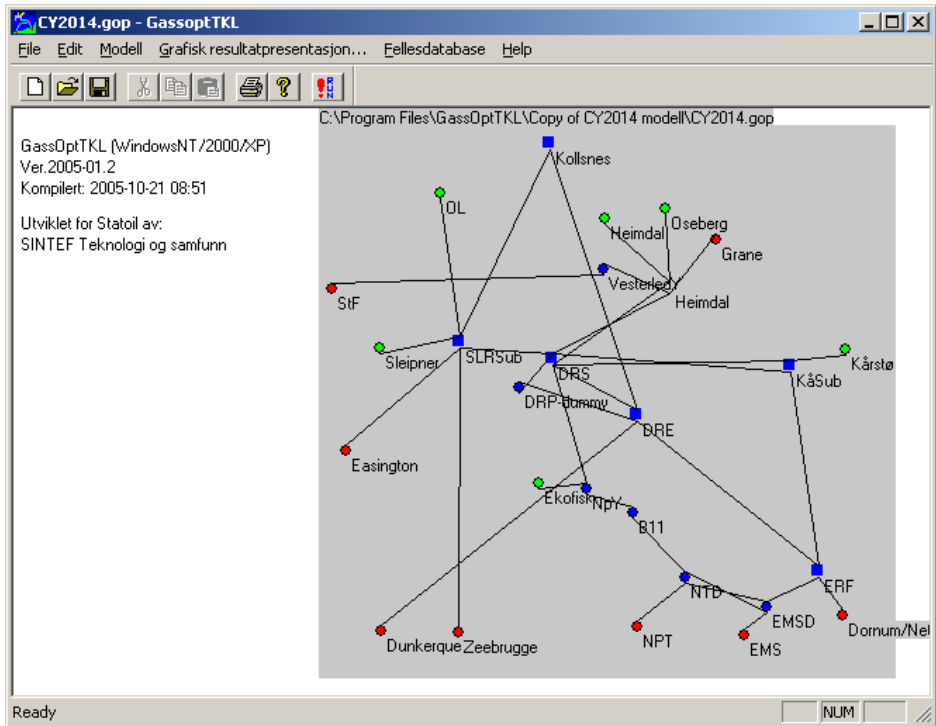 CY2014.gop - GassoptTKL
File Edit Modell Grafisk resultatpresentasjon... Fellesdatabase Help
RUN
C:\Program Files\GassOptTKL\Copy of CY2014 modell\CY2014.gop
GassOptTKL (WindowsNT/2000/XP)
Ver.2005-01.2
Kompilert: 2005-10-21 08:51
Utviklet for Statoil av:
SINTEF Teknologi og samfunn
Kollsnes
OL
Heimdal
Oseberg
Grane
VesterledY
Heimdal
StF
Sleipner
SLRSub
DRS
Kårstø
KåSub
DRP-dummy
DRE
Easington
Ekofisk
NpY
B11
NTD
ERF
EMSD
Dunkerque
Zeebrugge
NPT
EMS
Dornum/Net
Ready
NUM